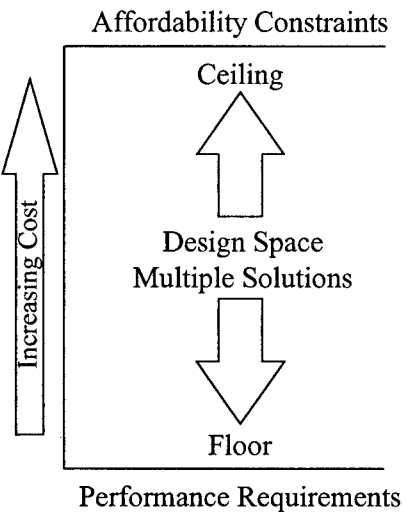 Affordability Constraints
Ceiling
Increasing Cost
Design Space
Multiple Solutions
Floor
Performance Requirements